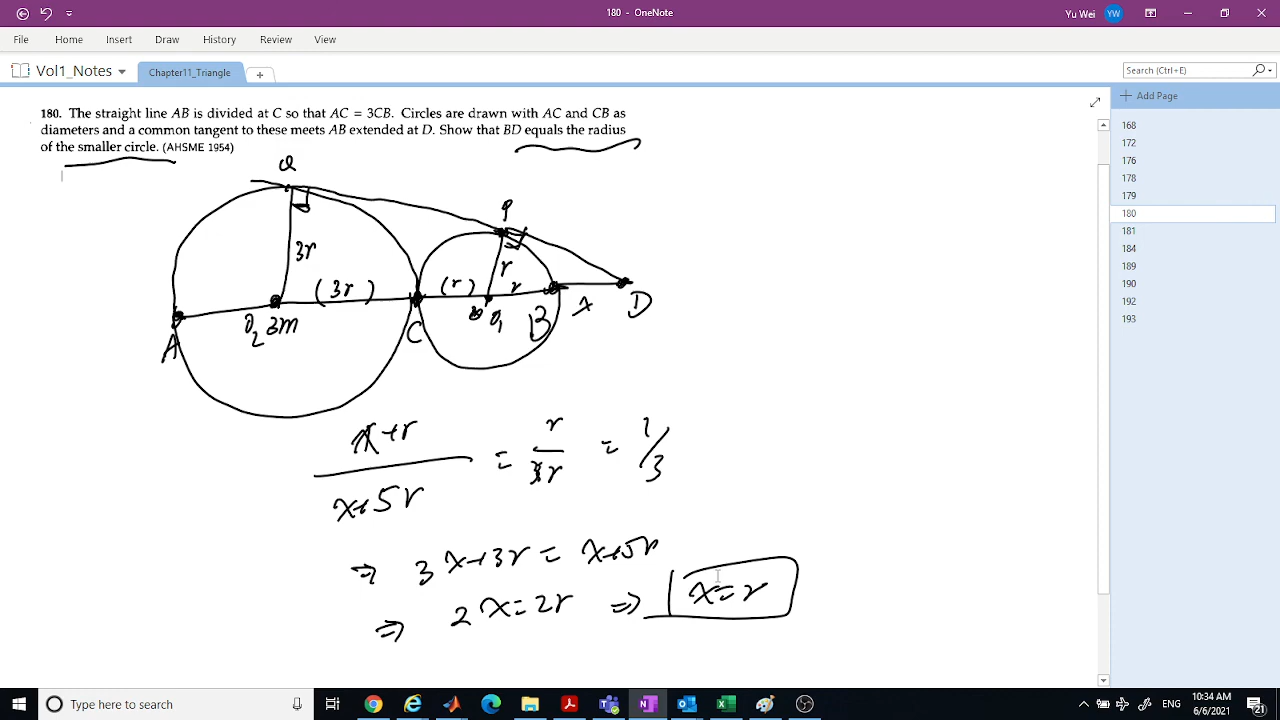 180 - OneNote
Yu Wei YW
File Home Insert Draw History Review View
Vol1_Notes Chapter11_Triangle +
Search (Ctrl+E)
180. The straight line AB is divided at C so that AC = 3CB. Circles are drawn with AC and CB as
diameters and a common tangent to these meets AB extended at D. Show that BD equals the radius
of the smaller circle. (AHSME 1954)
+ Add Page
168
172
176
178
179
180
181
184
189
190
192
193
Q
P
3r
r
(3r)
(r)
r
x
D
A
O2
3m
C
O1
B
x+r
r
1
= =
x+5r
3r
3
⇒ 3x+3r = x+5r
⇒ 2x=2r ⇒ x=r
Type here to search
10:34 AM
6/6/2021
21